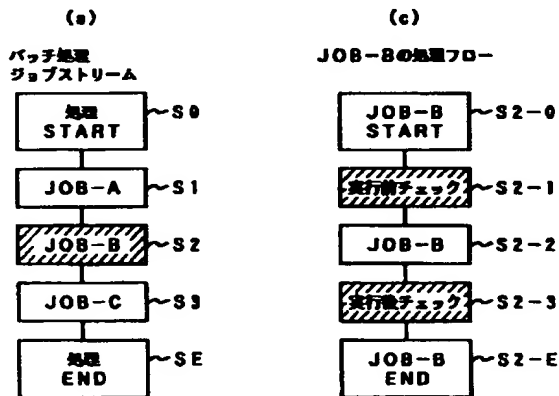 (a)
バッチ処理
ジョブストリーム
処理
START
~S0
JOB-A
~S1
JOB-B
~S2
JOB-C
~S3
処理
END
~SE
(c)
JOB-Bの処理フロー
JOB-B
START
~S2-0
実行前チェック
~S2-1
JOB-B
~S2-2
実行後チェック
~S2-3
JOB-B
END
~S2-E